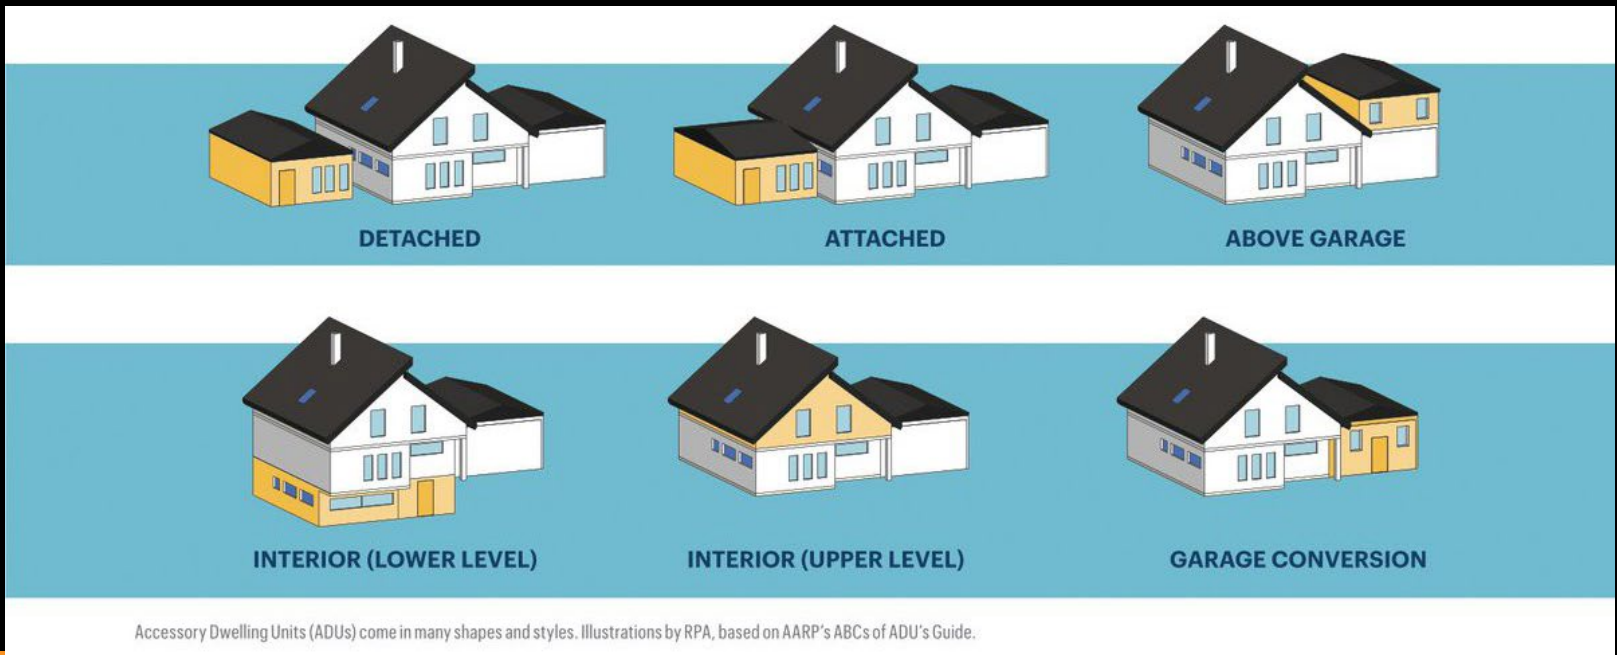 DETACHED
ATTACHED
ABOVE GARAGE
INTERIOR (LOWER LEVEL)
INTERIOR (UPPER LEVEL)
GARAGE CONVERSION
Accessory Dwelling Units (ADUs) come in many shapes and styles. Illustrations by RPA, based on AARP's ABCs of ADU's Guide.